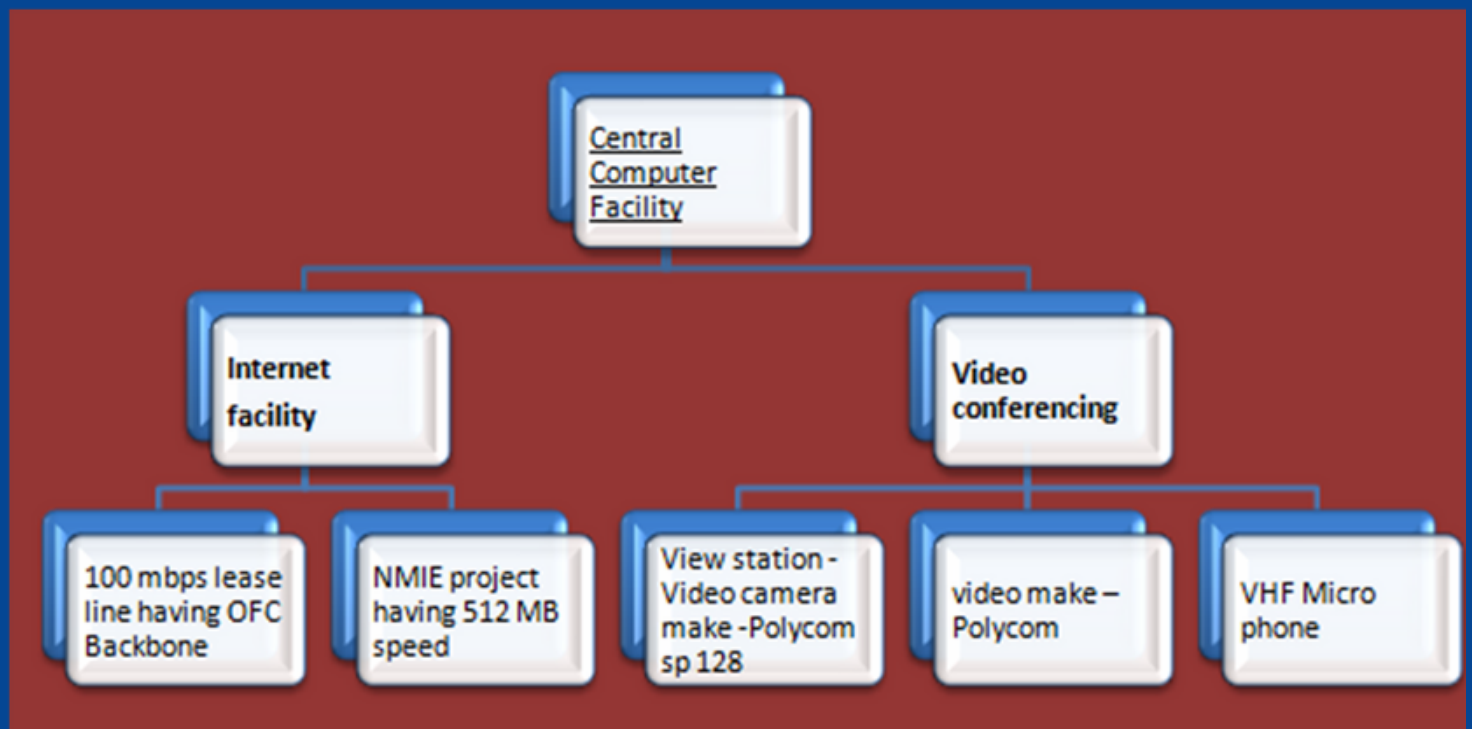 Central
Computer
Facility
Internet
facility
Video
conferencing
100 mbps lease
line having OFC
Backbone
NMIE project
having 512 MB
speed
View station -
Video camera
make -Polycom
sp 128
video make –
Polycom
VHF Micro
phone